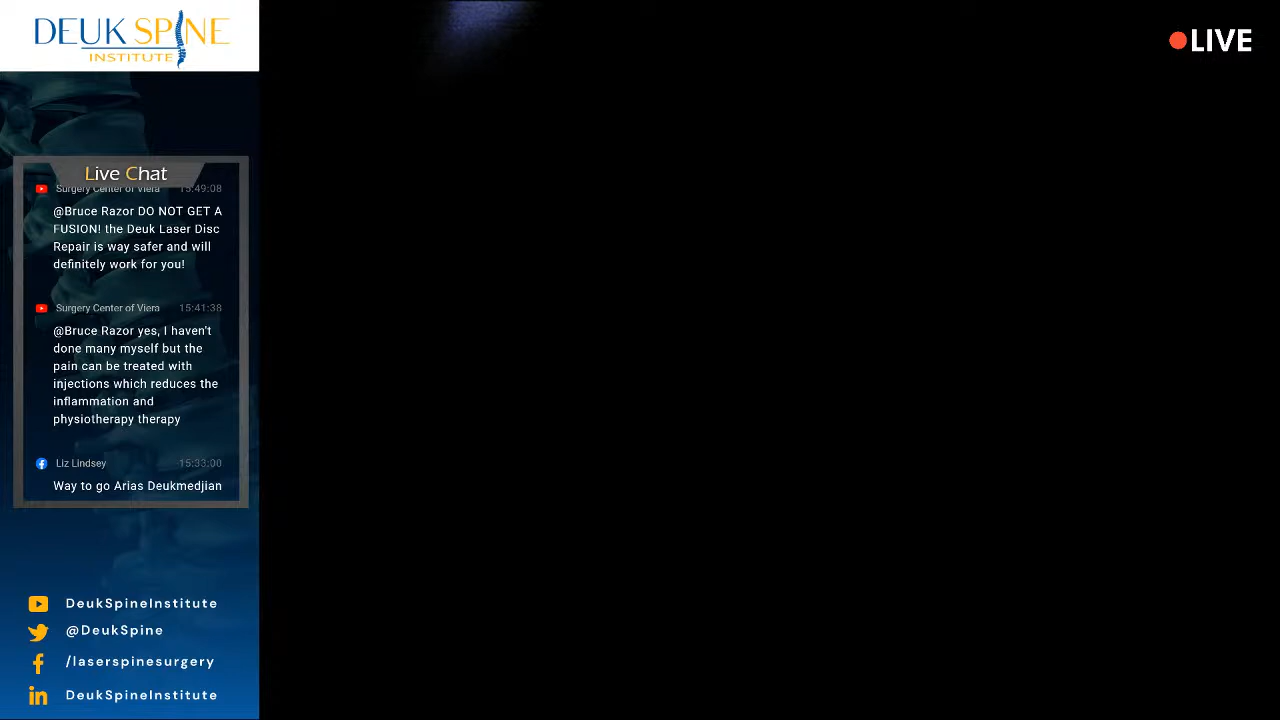 DEUK SPINE
INSTITUTE
LIVE
Live Chat
Surgery Center of Viera 15:49:08
@Bruce Razor DO NOT GET A
FUSION! the Deuk Laser Disc
Repair is way safer and will
definitely work for you!
Surgery Center of Viera 15:41:38
@Bruce Razor yes, I haven't
done many myself but the
pain can be treated with
injections which reduces the
inflammation and
physiotherapy therapy
Liz Lindsey 15:33:00
Way to go Arias Deukmedjian
DeukSpineInstitute
@DeukSpine
/laserspinesurgery
DeukSpineInstitute